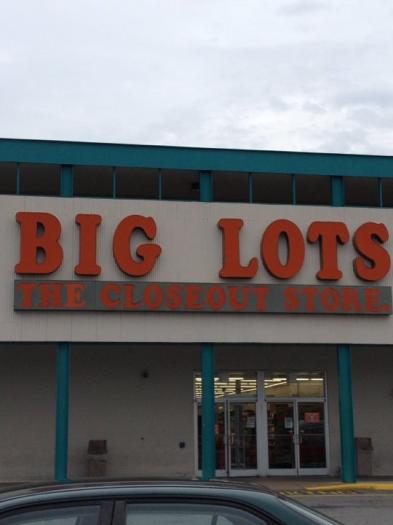 BIG LOTS
THE CLOSEOUT STORE.